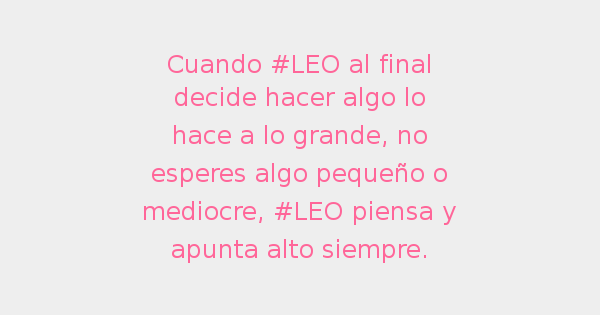 Cuando #LEO al final
decide hacer algo lo
hace a lo grande, no
esperes algo pequeño o
mediocre, #LEO piensa y
apunta alto siempre.